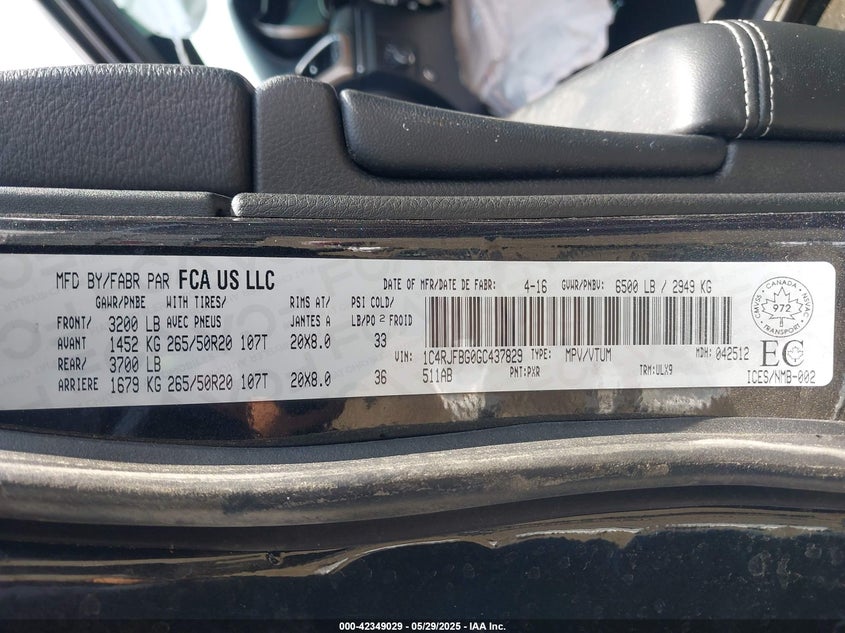 MFD BY/FABR PAR FCA US LLC
DATE OF MFR/DATE DE FABR: 4-16 GVWR/PNBV: 6500 LB / 2949 KG
GAWR/PNBE WITH TIRES/ RIMS AT/ PSI COLD/
FRONT/ 3200 LB AVEC PNEUS JANTES A LB/PO 2 FROID
AVANT 1452 KG 265/50R20 107T 20X8.0 33
REAR/ 3700 LB
ARRIERE 1679 KG 265/50R20 107T 20X8.0 36
VIN: 1C4RJFBG0GC437829 TYPE: MPV/VTUM MDH: 042512
511AB PNT:PXR TRM:ULX9
CANADA
CMVSS NSVAC
972
TRANSPORT
EC
ICES/NMB-002
000-42349029 — 05/29/2025 — IAA Inc.